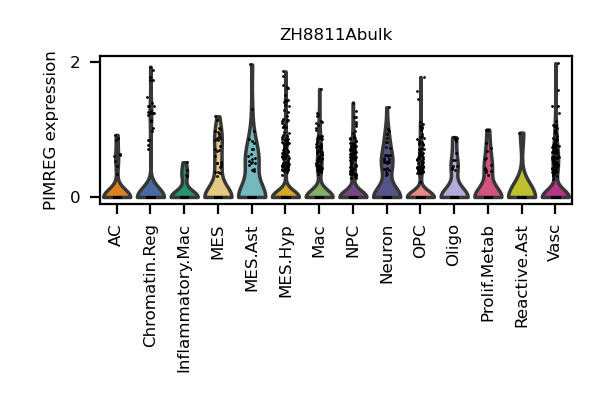 ZH8811Abulk
PIMREG expression
2
0
AC
Chromatin.Reg
Inflammatory.Mac
MES
MES.Ast
MES.Hyp
Mac
NPC
Neuron
OPC
Oligo
Prolif.Metab
Reactive.Ast
Vasc